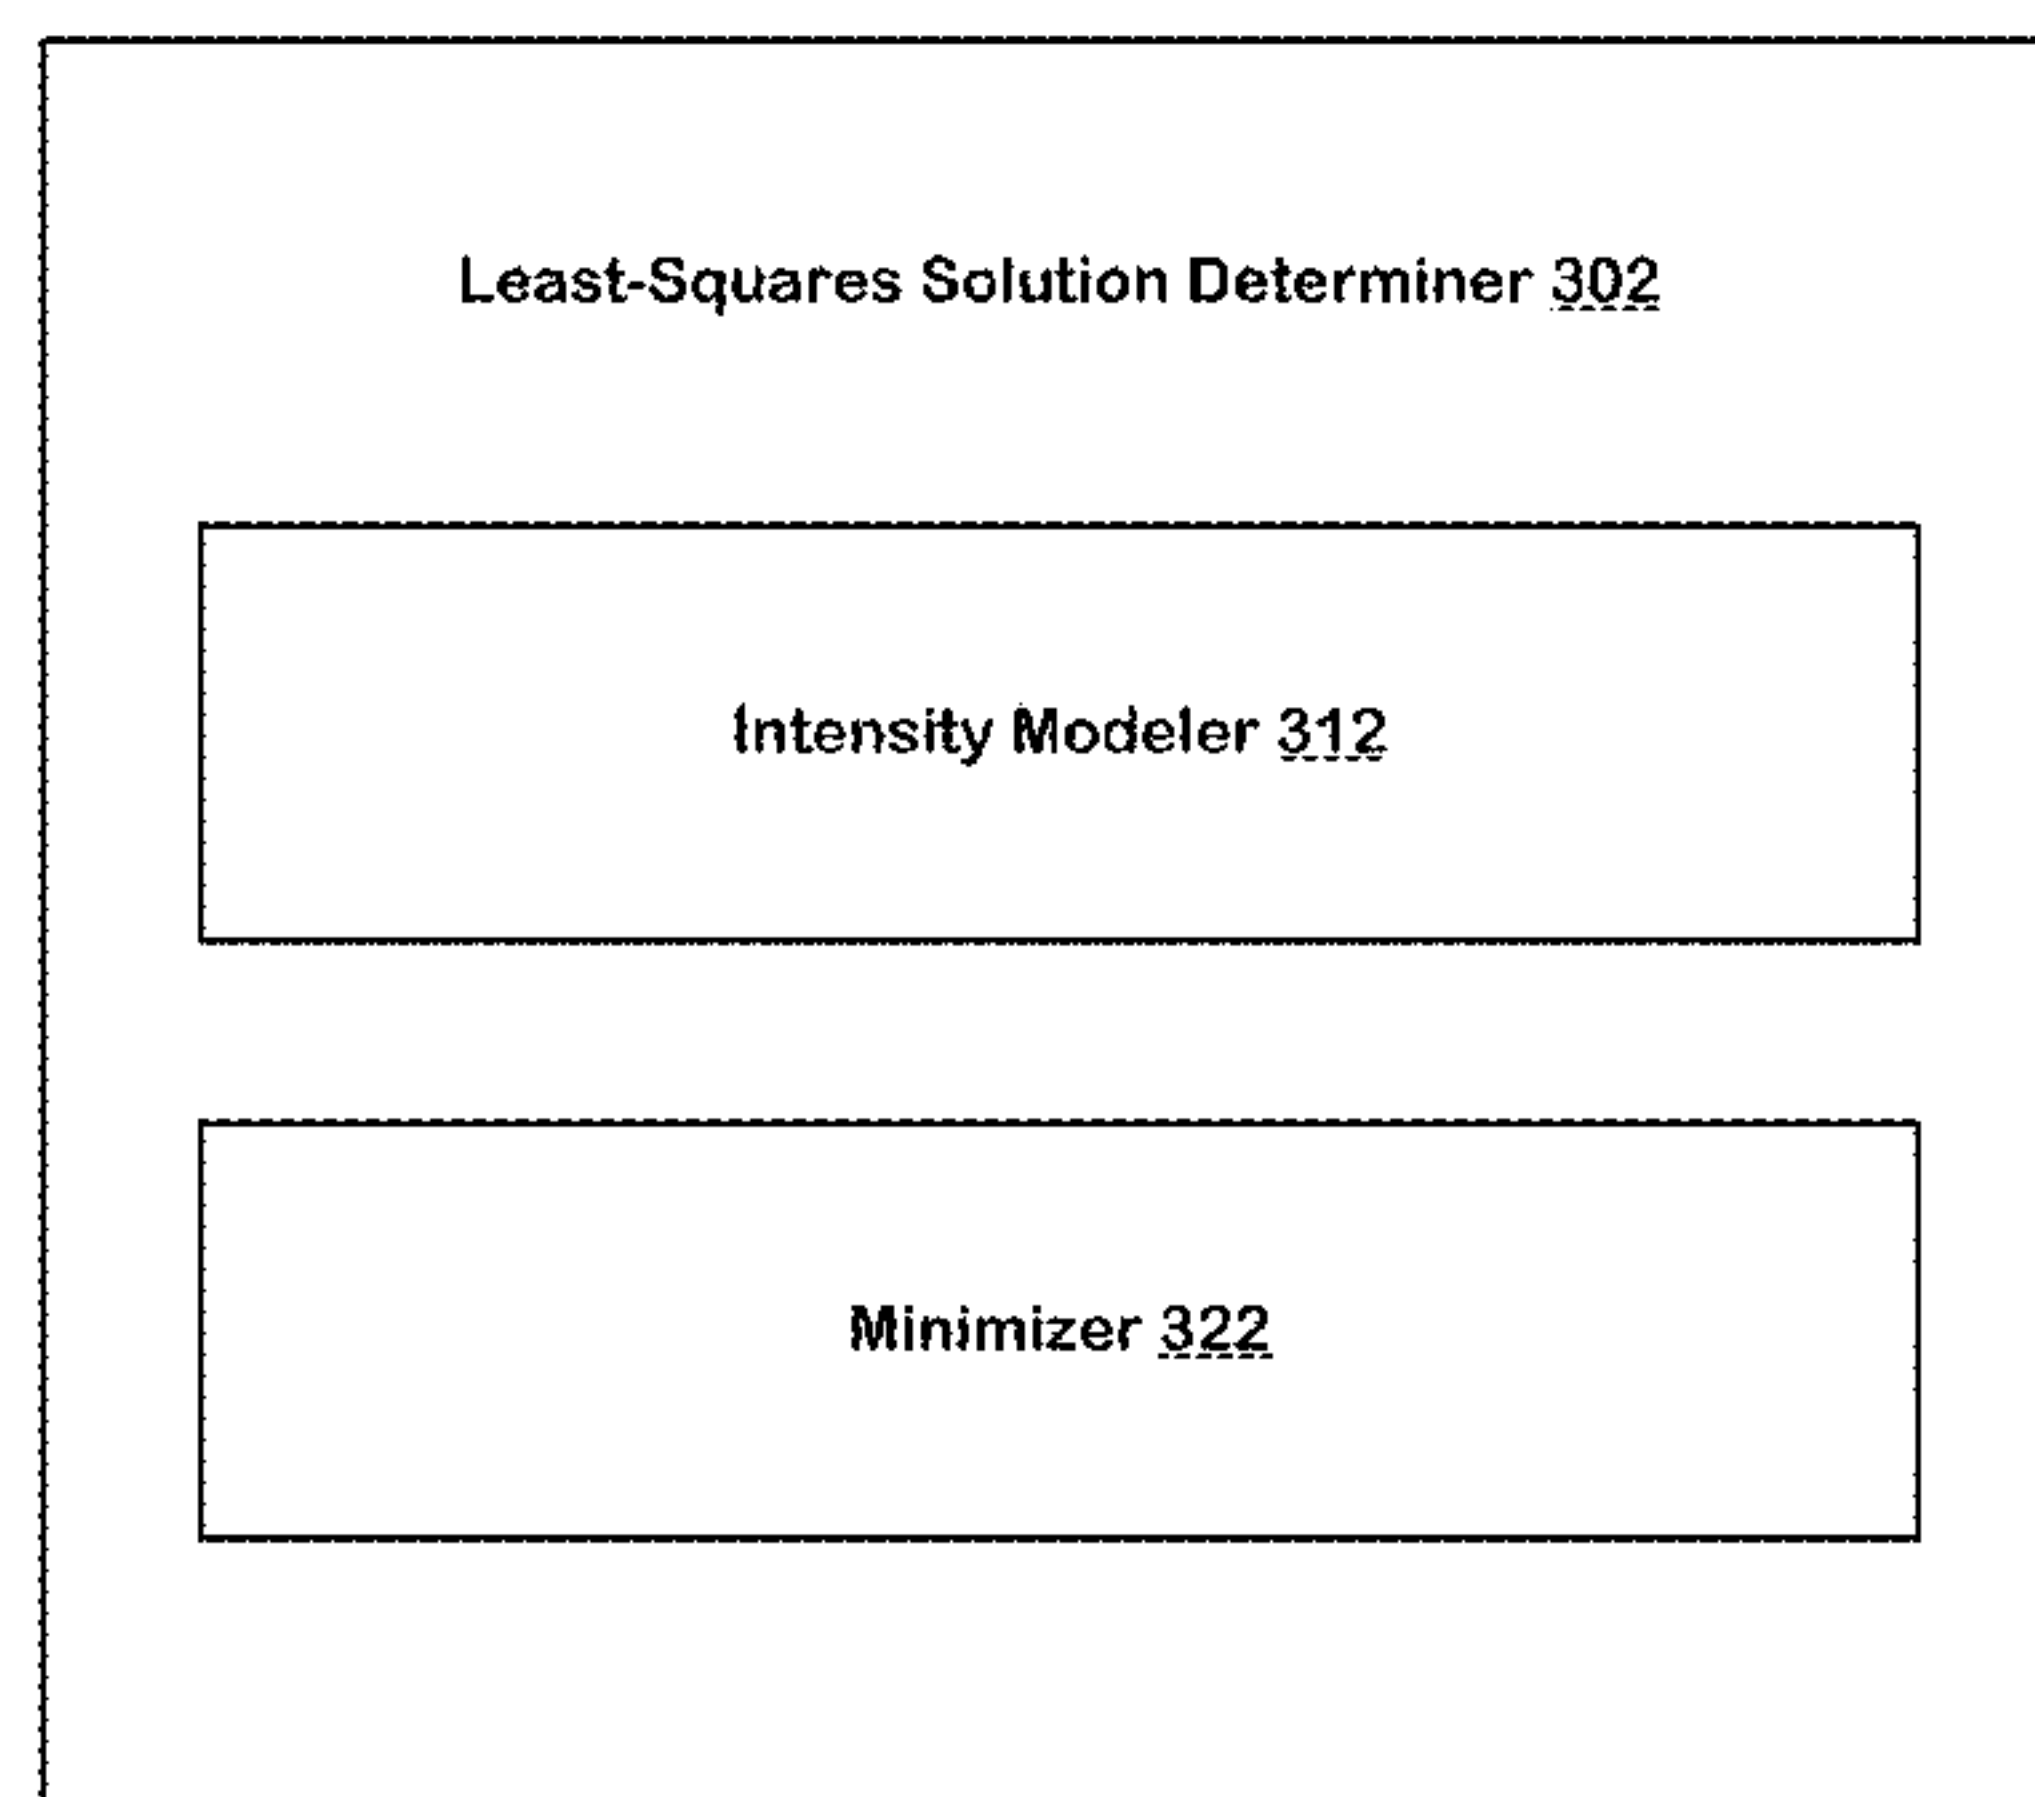 Least-Squares Solution Determiner 302
Intensity Modeler 312
Minimizer 322